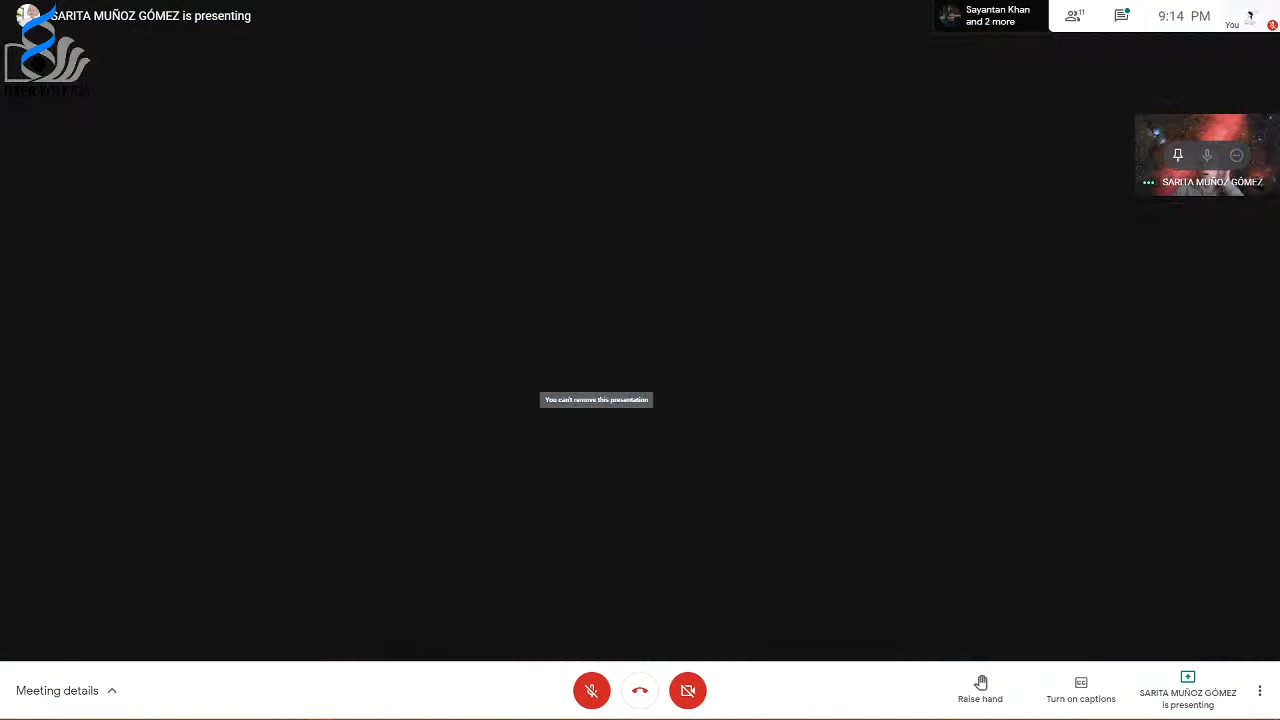 SARITA MUÑOZ GÓMEZ is presenting
Sayantan Khan
and 2 more
11
9:14 PM
You
SARITA MUÑOZ GÓMEZ
You can't remove this presentation
Meeting details
Raise hand
Turn on captions
SARITA MUÑOZ GÓMEZ
is presenting